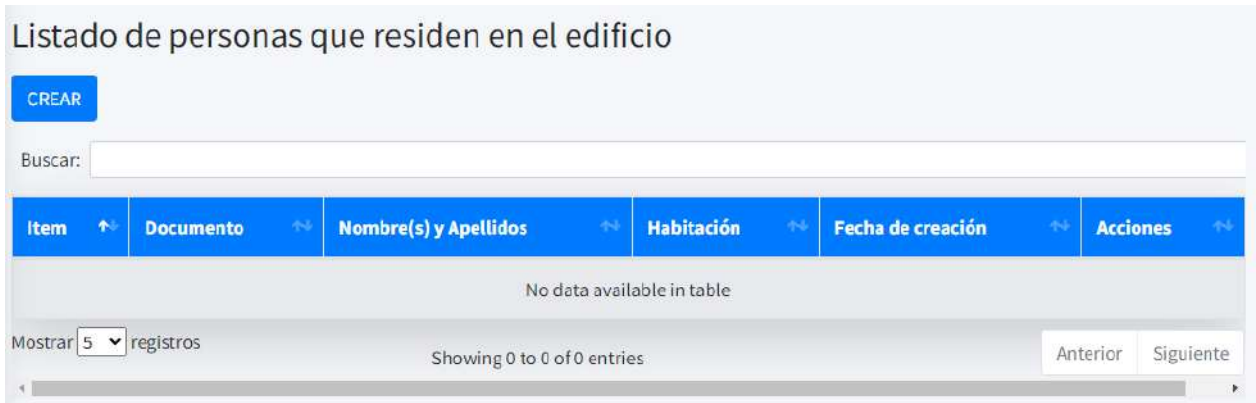 Listado de personas que residen en el edificio
CREAR
Buscar:
Item Documento Nombre(s) y Apellidos Habitación Fecha de creación Acciones
No data available in table
Mostrar 5 registros
Showing 0 to 0 of 0 entries
Anterior Siguiente